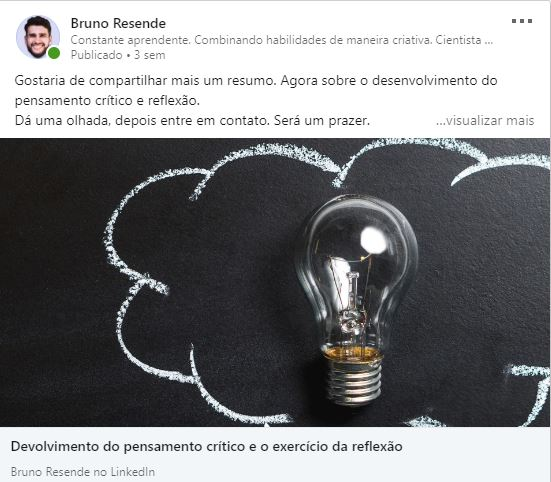 Bruno Resende
Constante aprendente. Combinando habilidades de maneira criativa. Cientista ...
Publicado • 3 sem
Gostaria de compartilhar mais um resumo. Agora sobre o desenvolvimento do
pensamento crítico e reflexão.
Dá uma olhada, depois entre em contato. Será um prazer. ...visualizar mais
Devolvimento do pensamento crítico e o exercício da reflexão
Bruno Resende no LinkedIn